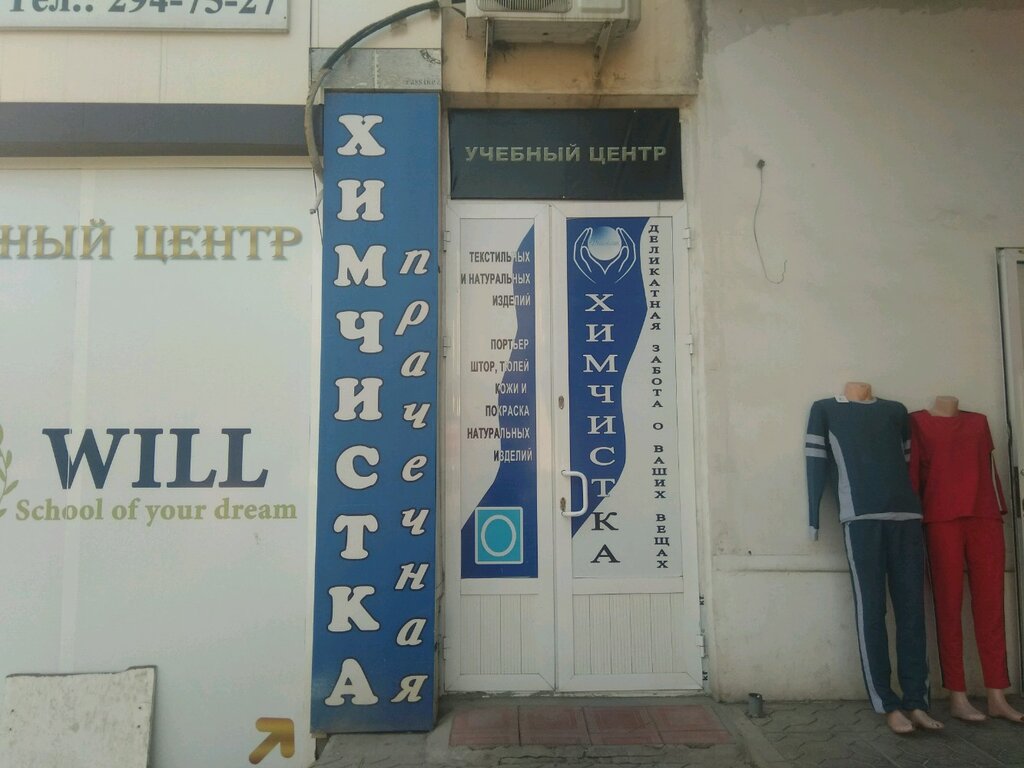 Тел.: 294-75-27
НЫЙ ЦЕНТР
WILL
School of your dream
ХИМЧИСТКА
прачечная
УЧЕБНЫЙ ЦЕНТР
ТЕКСТИЛЬНЫХ
И НАТУРАЛЬНЫХ
ИЗДЕЛИЙ
ПОРТЬЕР
ШТОР, ТЮЛЕЙ
КОЖИ И
ПОКРАСКА
НАТУРАЛЬНЫХ
ИЗДЕЛИЙ
ХИМЧИСТКА
ДЕЛИКАТНАЯ ЗАБОТА О ВАШИХ ВЕЩАХ